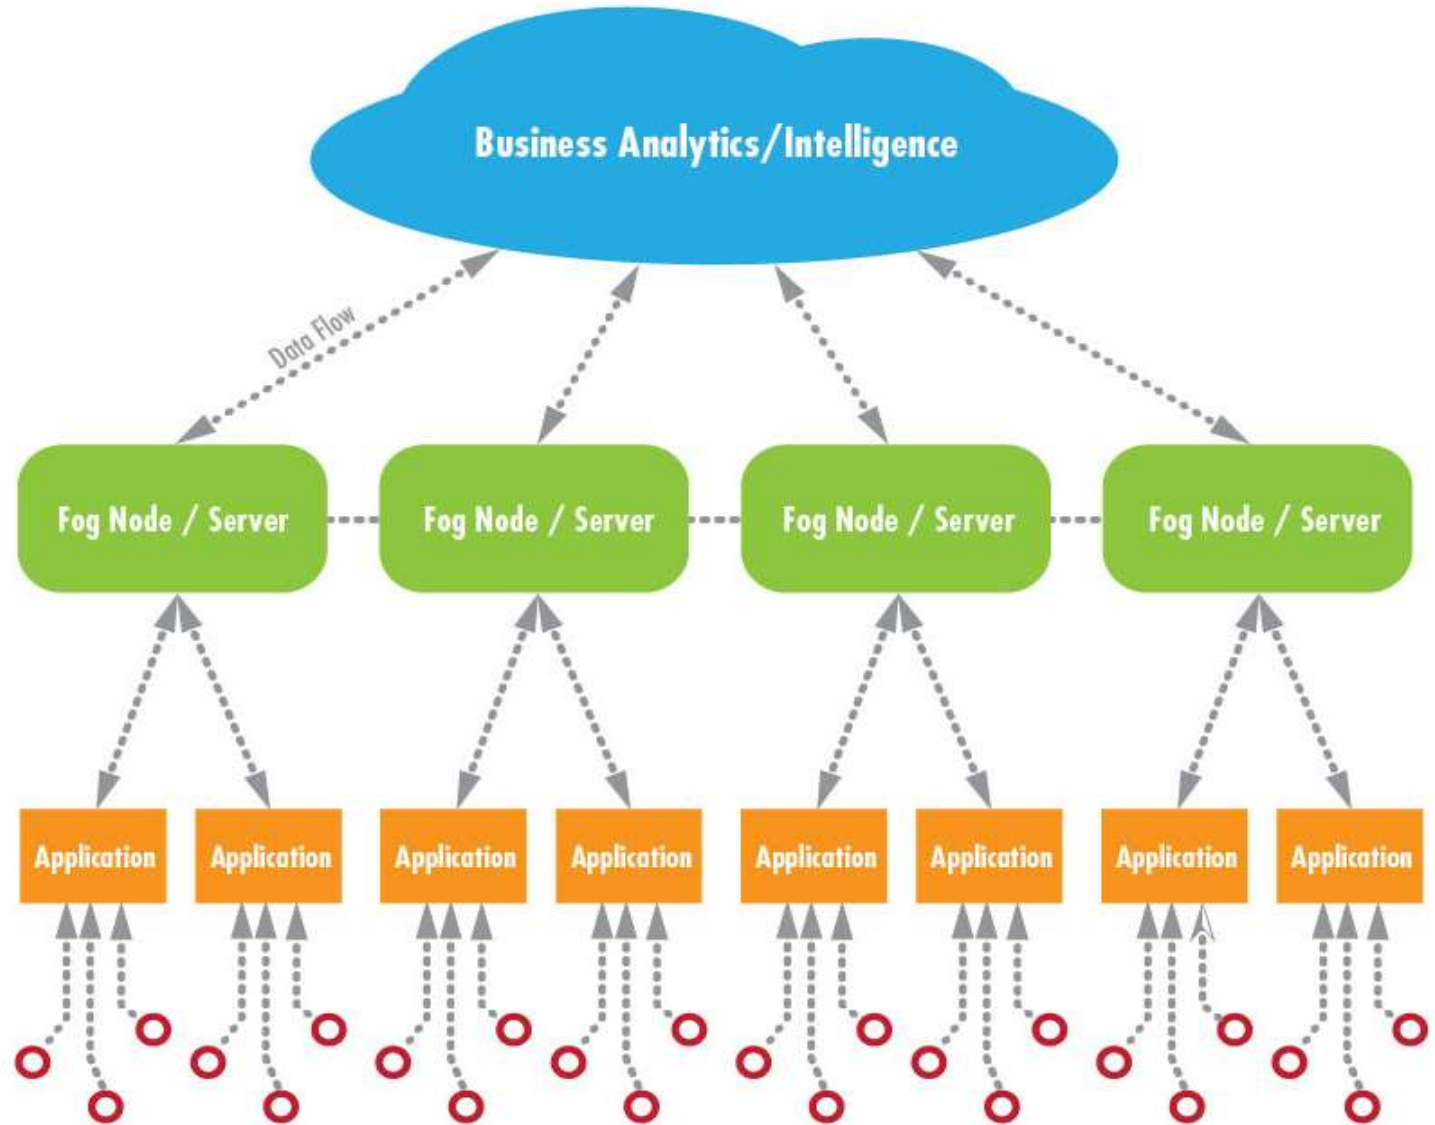 Business Analytics/Intelligence
Data Flow
Fog Node / Server
Fog Node / Server
Fog Node / Server
Fog Node / Server
Application
Application
Application
Application
Application
Application
Application
Application